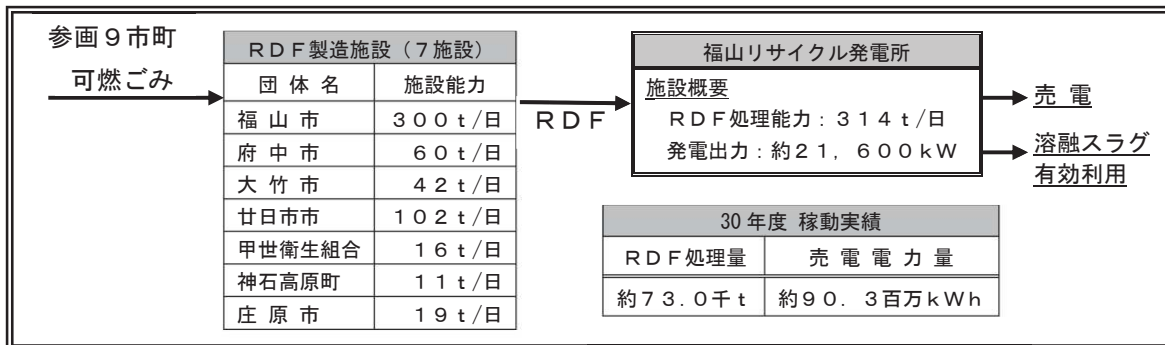 参画９市町
可燃ごみ
ＲＤＦ製造施設（７施設）
団体名 施設能力
福山市 ３００ｔ/日
府中市 ６０ｔ/日
大竹市 ４２ｔ/日
廿日市市 １０２ｔ/日
甲世衛生組合 １６ｔ/日
神石高原町 １１ｔ/日
庄原市 １９ｔ/日
ＲＤＦ
福山リサイクル発電所
施設概要
ＲＤＦ処理能力：３１４ｔ/日
発電出力：約２１，６００ｋＷ
売電
溶融スラグ
有効利用
30年度 稼動実績
ＲＤＦ処理量 売電電力量
約７３．０千ｔ 約９０．３百万ｋＷｈ